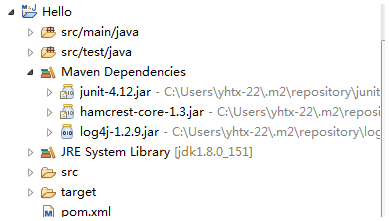 Hello
src/main/java
src/test/java
Maven Dependencies
junit-4.12.jar - C:\Users\yhtx-22\.m2\repository\junit
hamcrest-core-1.3.jar - C:\Users\yhtx-22\.m2\re
log4j-1.2.9.jar - C:\Users\yhtx-22\.m2\repository\log
JRE System Library [jdk1.8.0_151]
src
target
pom.xml